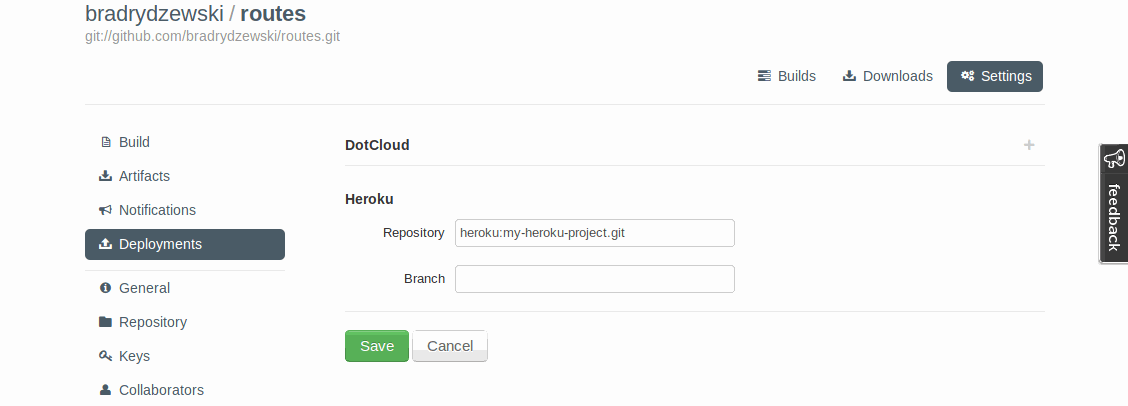 bradrydzewski / routes
git://github.com/bradrydzewski/routes.git
Builds Downloads Settings
Build
Artifacts
Notifications
Deployments
General
Repository
Keys
Collaborators
DotCloud +
Heroku
Repository heroku:my-heroku-project.git
Branch
Save Cancel
feedback